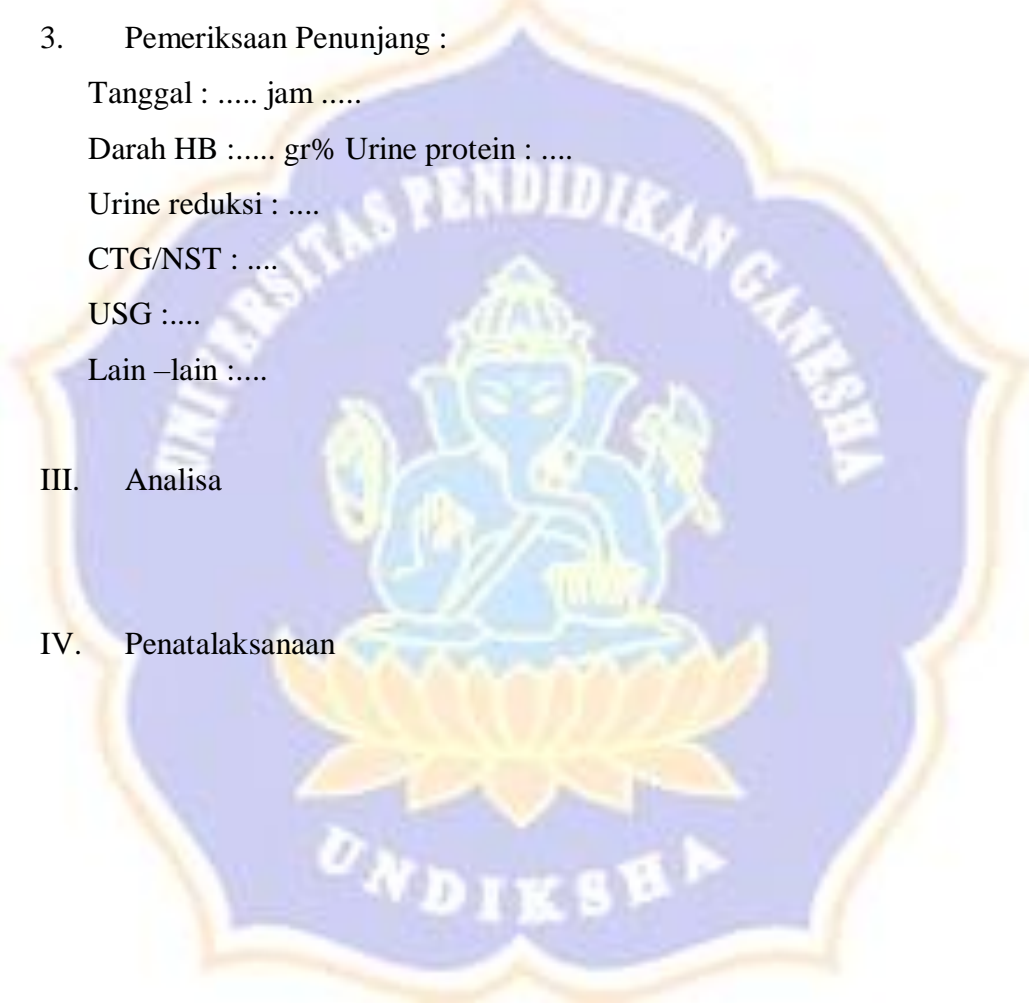 3. Pemeriksaan Penunjang :
Tanggal : ..... jam .....
Darah HB :..... gr% Urine protein : ....
Urine reduksi : ....
CTG/NST : ....
USG :....
Lain –lain :....
III. Analisa
IV. Penatalaksanaan
UNIVERSITAS PENDIDIKAN GANESHA
UNDIKSHA